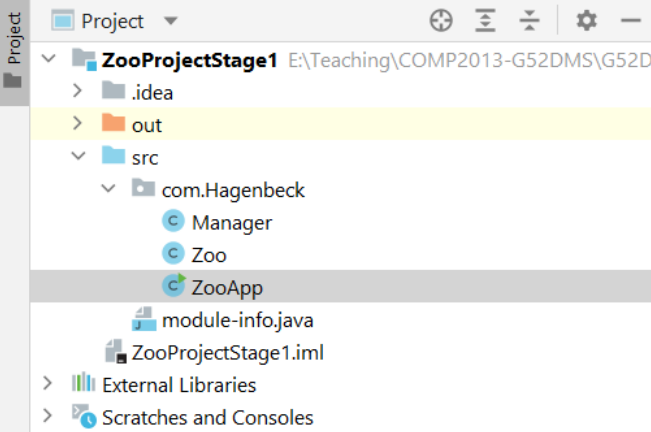 Project
Project
ZooProjectStage1 E:\Teaching\COMP2013-G52DMS\G52D
.idea
out
src
com.Hagenbeck
C Manager
C Zoo
C ZooApp
J module-info.java
ZooProjectStage1.iml
External Libraries
Scratches and Consoles